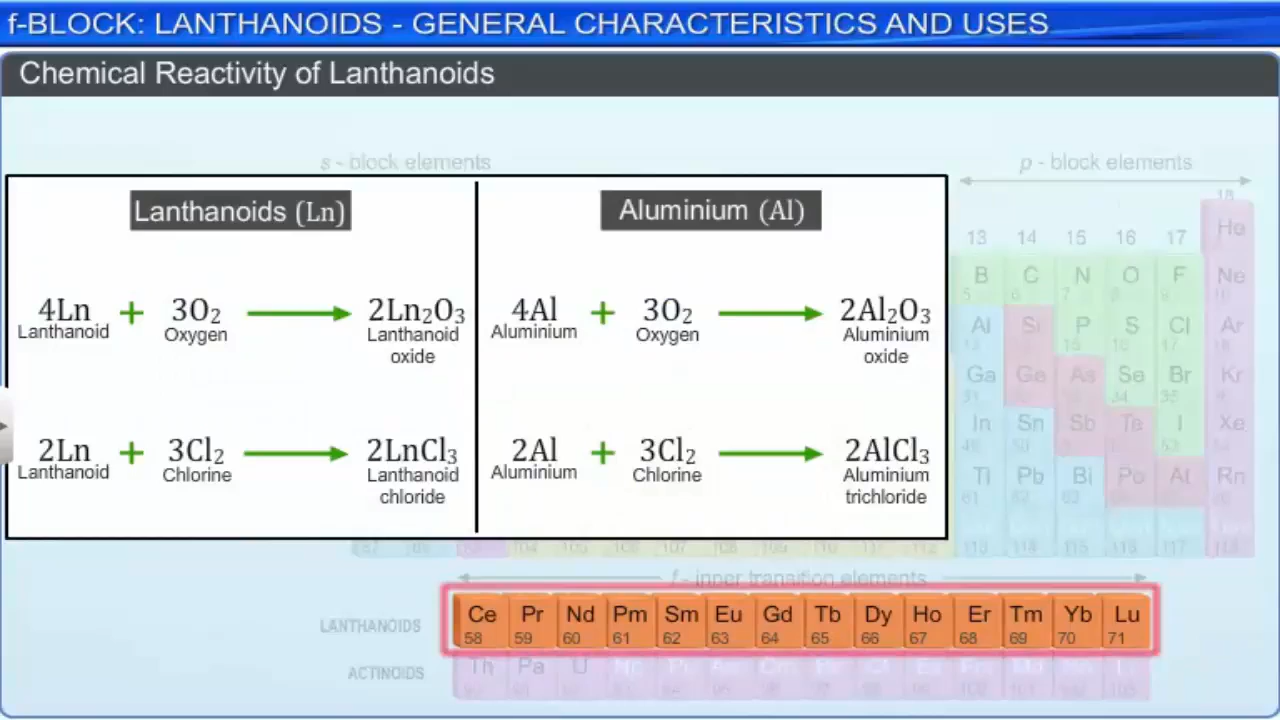 f-BLOCK: LANTHANOIDS - GENERAL CHARACTERISTICS AND USES
Chemical Reactivity of Lanthanoids
s - block elements
p - block elements
Lanthanoids (Ln)
Aluminium (Al)
18
He
13 14 15 16 17
4Ln + 3O₂ → 2Ln₂O₃
Lanthanoid Oxygen Lanthanoid oxide
4Al + 3O₂ → 2Al₂O₃
Aluminium Oxygen Aluminium oxide
2Ln + 3Cl₂ → 2LnCl₃
Lanthanoid Chlorine Lanthanoid chloride
2Al + 3Cl₂ → 2AlCl₃
Aluminium Chlorine Aluminium trichloride
B C N O F Ne
Al Si P S Cl Ar
Ga Ge As Se Br Kr
In Sn Sb Te I Xe
Bi Pb Po At Rn
f - inner transition elements
LANTHANOIDS
Ce Pr Nd Pm Sm Eu Gd Tb Dy Ho Er Tm Yb Lu
58 59 60 61 62 63 64 65 66 67 68 69 70 71
ACTINOIDS
Th Pa U